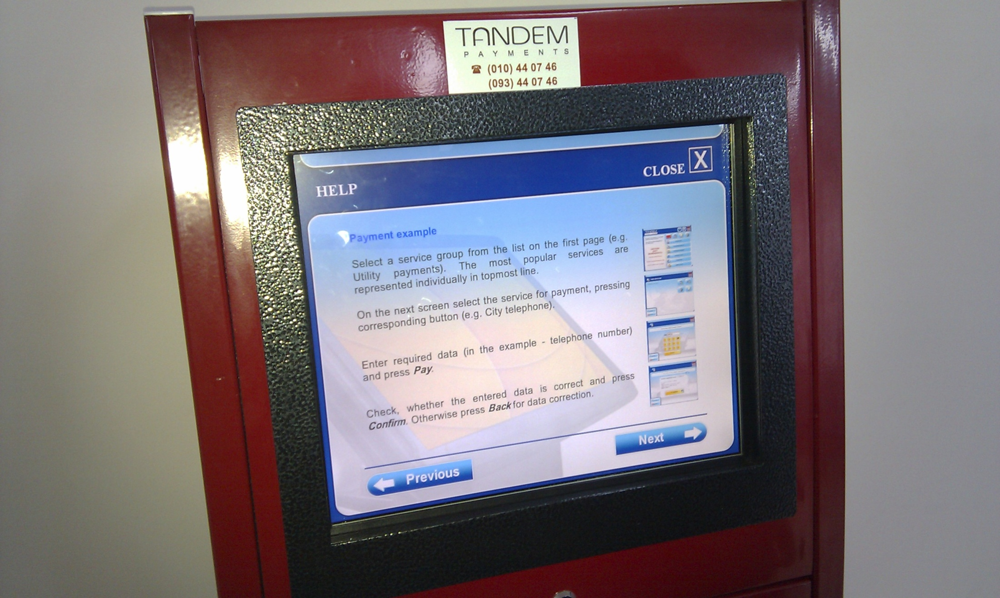 TANDEM
PAYMENTS
(010) 44 07 46
(093) 44 07 46
CLOSE X
HELP
Payment example
Select a service group from the list on the first page (e.g.
Utility payments). The most popular services are
represented individually in topmost line.
On the next screen select the service for payment, pressing
corresponding button (e.g. City telephone).
Enter required data (in the example - telephone number)
and press Pay.
Check, whether the entered data is correct and press
Confirm. Otherwise press Back for data correction.
Next
Previous